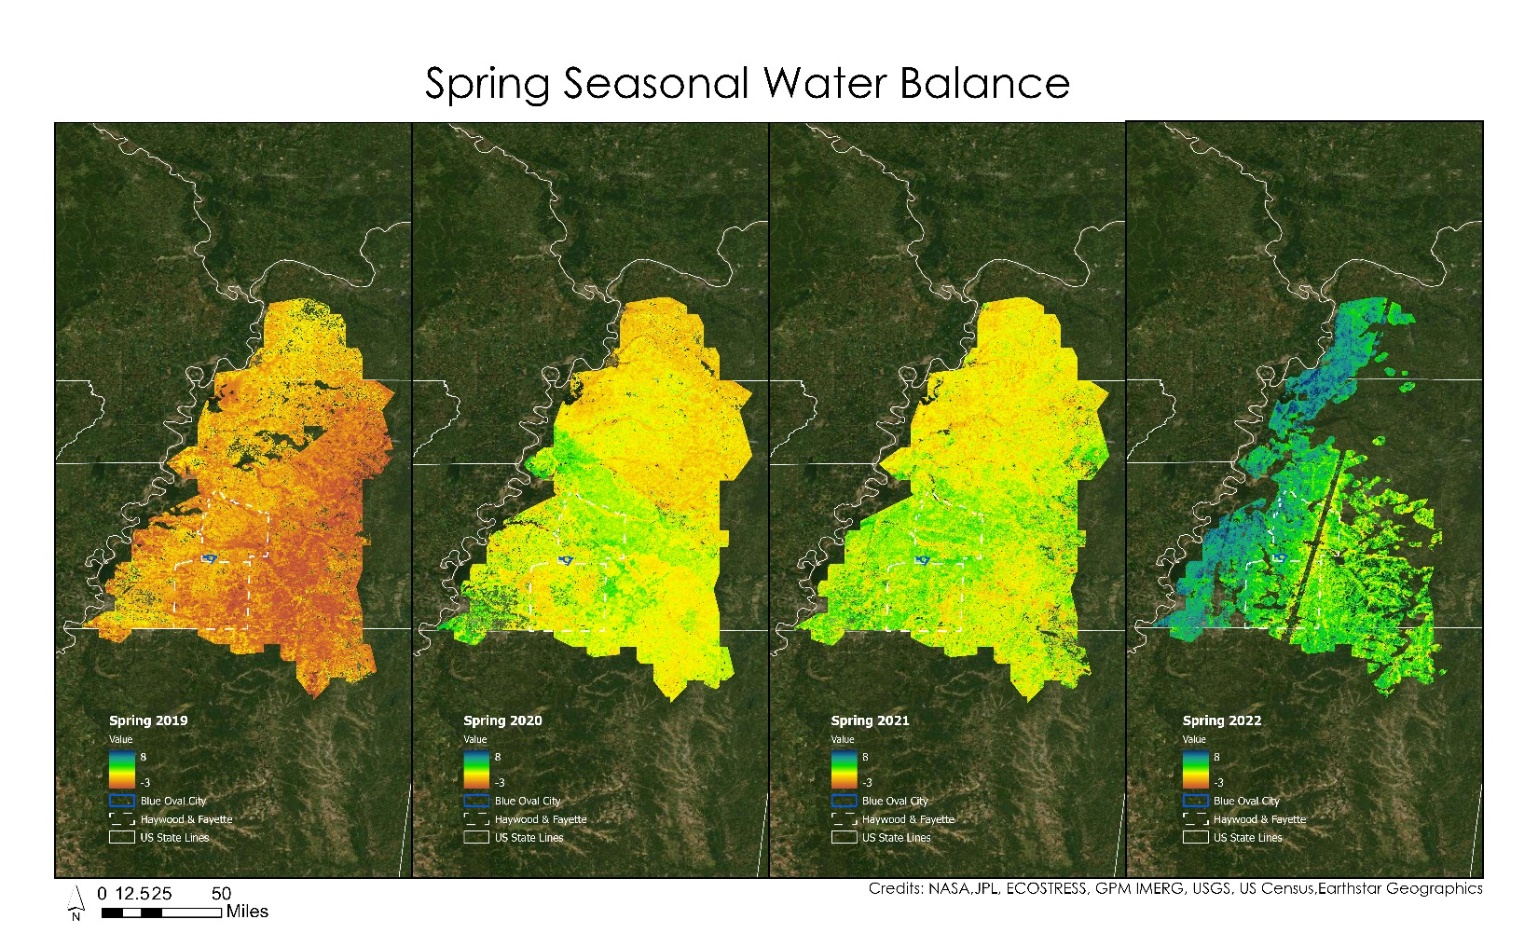 Spring Seasonal Water Balance
Spring 2019
Value
8
-3
Blue Oval City
Haywood & Fayette
US State Lines
Spring 2020
Value
8
-3
Blue Oval City
Haywood & Fayette
US State Lines
Spring 2021
Value
8
-3
Blue Oval City
Haywood & Fayette
US State Lines
Spring 2022
Value
8
-3
Blue Oval City
Haywood & Fayette
US State Lines
Credits: NASA,JPL, ECOSTRESS, GPM IMERG, USGS, US Census,Earthstar Geographics
N
0 12.525 50
Miles